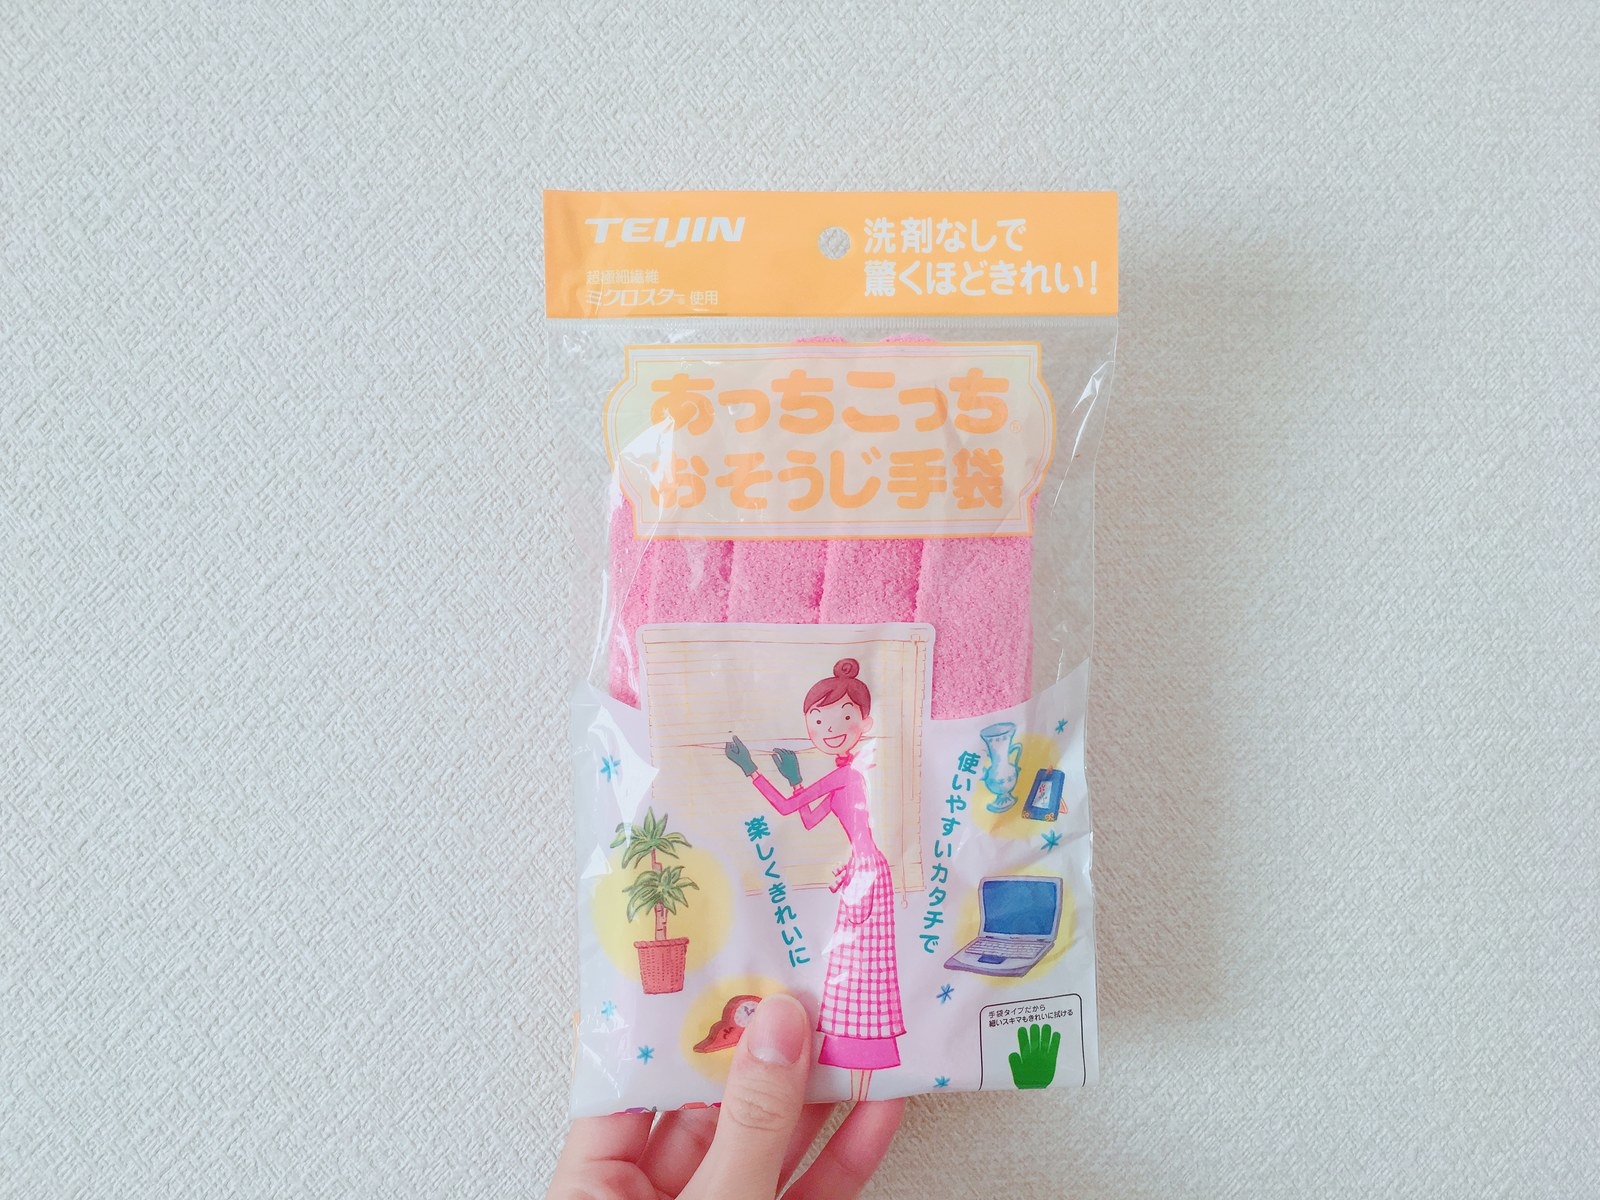 TEIJIN
超極細繊維
ミクロスター 使用
洗剤なしで
驚くほどきれい!
あっちこっち®
おそうじ手袋
使いやすいカタチで
楽しくきれいに
手袋タイプだから
細いスキマもきれいに拭ける